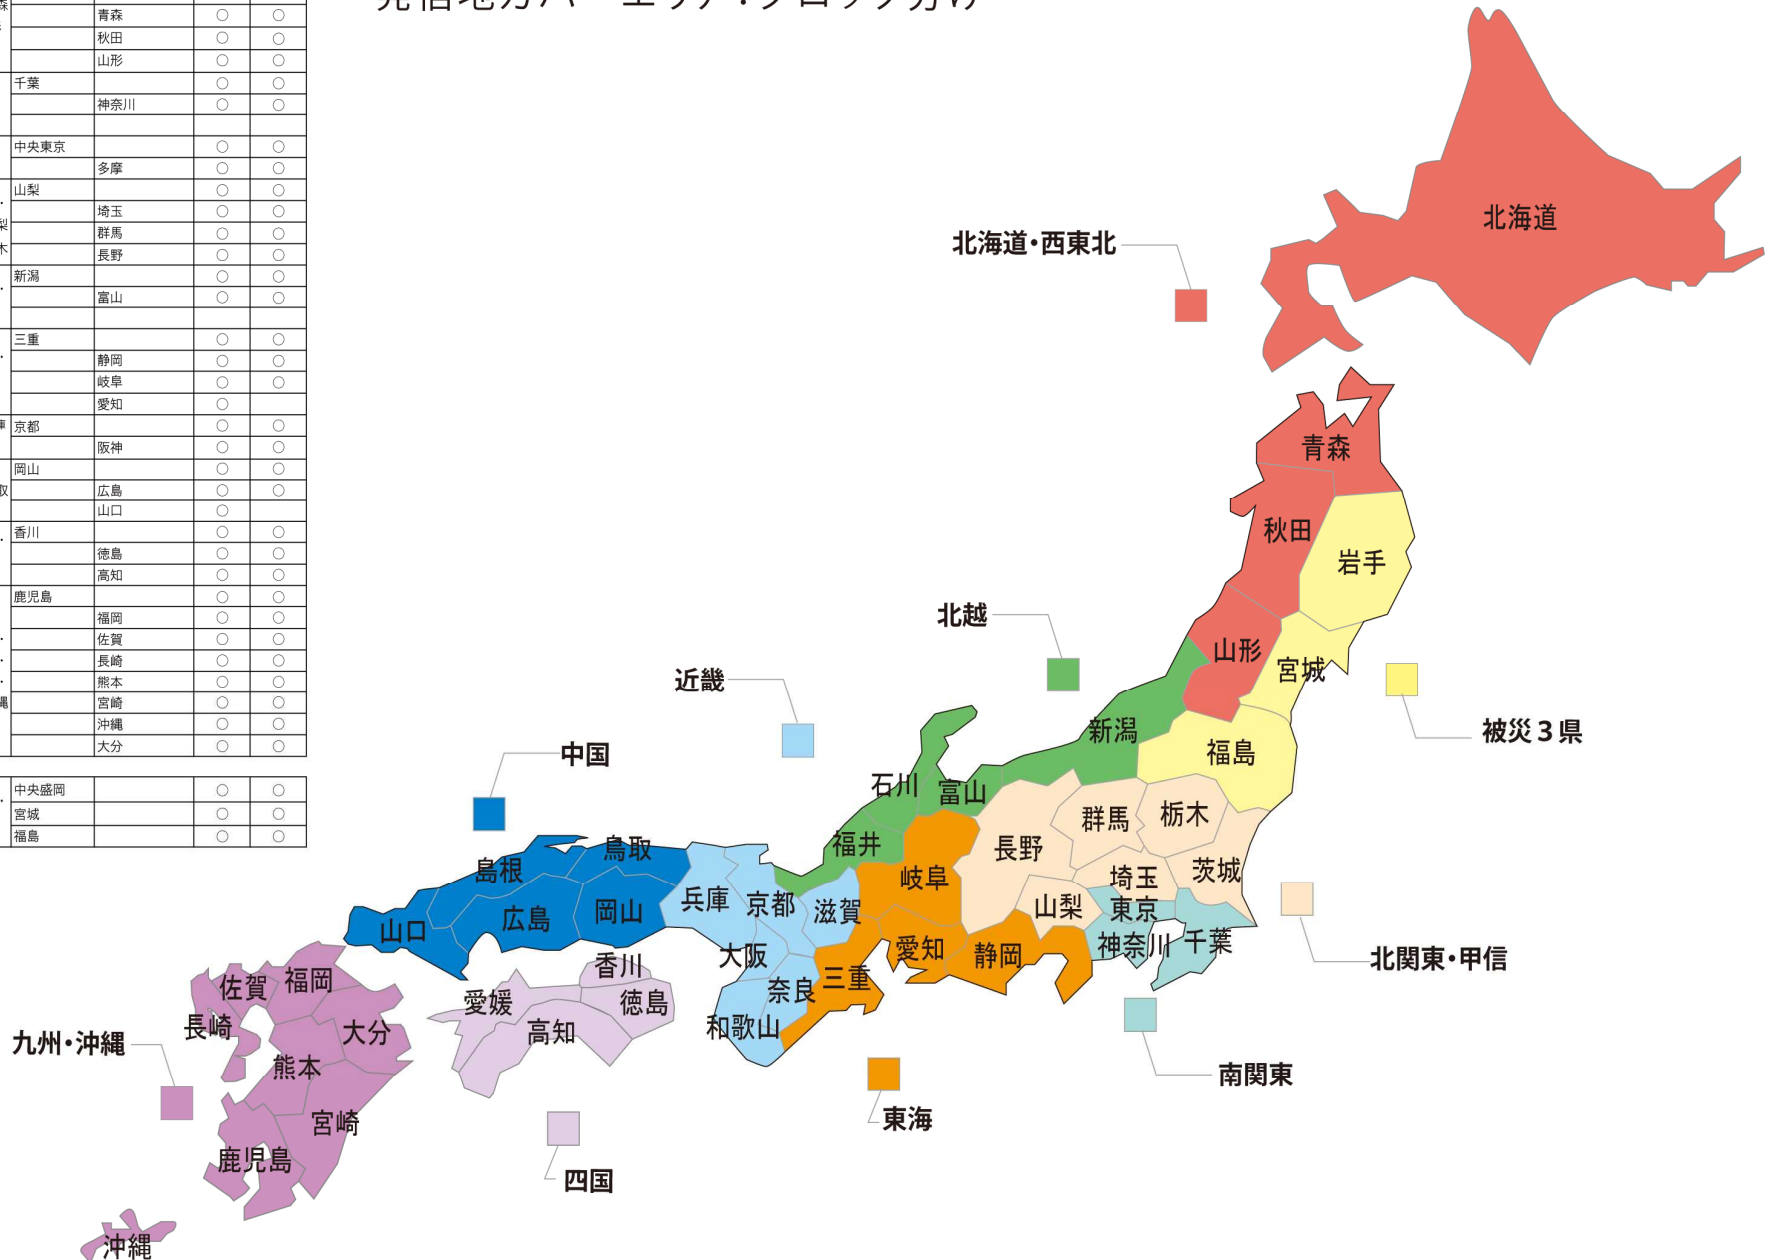 青森 ○ ○
秋田 ○ ○
山形 ○ ○
千葉 ○ ○
神奈川 ○ ○
中央東京 ○ ○
多摩 ○ ○
山梨 ○ ○
埼玉 ○ ○
群馬 ○ ○
長野 ○ ○
新潟 ○ ○
富山 ○ ○
三重 ○ ○
静岡 ○ ○
岐阜 ○ ○
愛知 ○
京都 ○ ○
阪神 ○ ○
岡山 ○ ○
広島 ○ ○
山口 ○
香川 ○ ○
徳島 ○ ○
高知 ○ ○
鹿児島 ○ ○
福岡 ○ ○
佐賀 ○ ○
長崎 ○ ○
熊本 ○ ○
宮崎 ○ ○
沖縄 ○ ○
大分 ○ ○
中央盛岡 ○ ○
宮城 ○ ○
福島 ○ ○
北海道
北海道・西東北
青森
秋田
岩手
北越
山形
宮城
近畿
被災３県
新潟
福島
中国
石川
富山
群馬
栃木
鳥取
福井
長野
島根
岐阜
埼玉
茨城
兵庫
京都
滋賀
山梨
東京
山口
広島
岡山
愛知
静岡
神奈川
千葉
大阪
北関東・甲信
香川
三重
佐賀
福岡
奈良
愛媛
徳島
長崎
大分
高知
和歌山
九州・沖縄
熊本
南関東
宮崎
東海
鹿児島
四国
沖縄